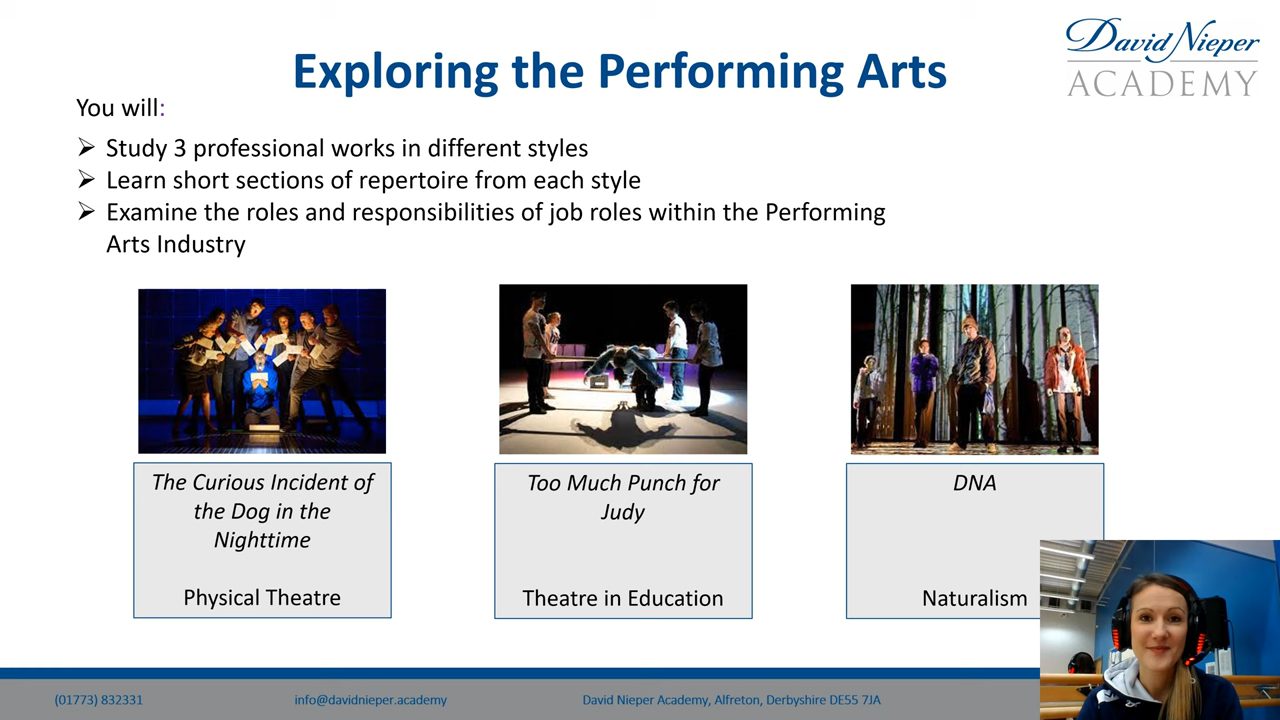 David Nieper
ACADEMY
Exploring the Performing Arts
You will:
Study 3 professional works in different styles
Learn short sections of repertoire from each style
Examine the roles and responsibilities of job roles within the Performing
Arts Industry
The Curious Incident of
the Dog in the
Nighttime
Physical Theatre
Too Much Punch for
Judy
Theatre in Education
DNA
Naturalism
(01773) 832331
info@davidnieper.academy
David Nieper Academy, Alfreton, Derbyshire DE55 7JA